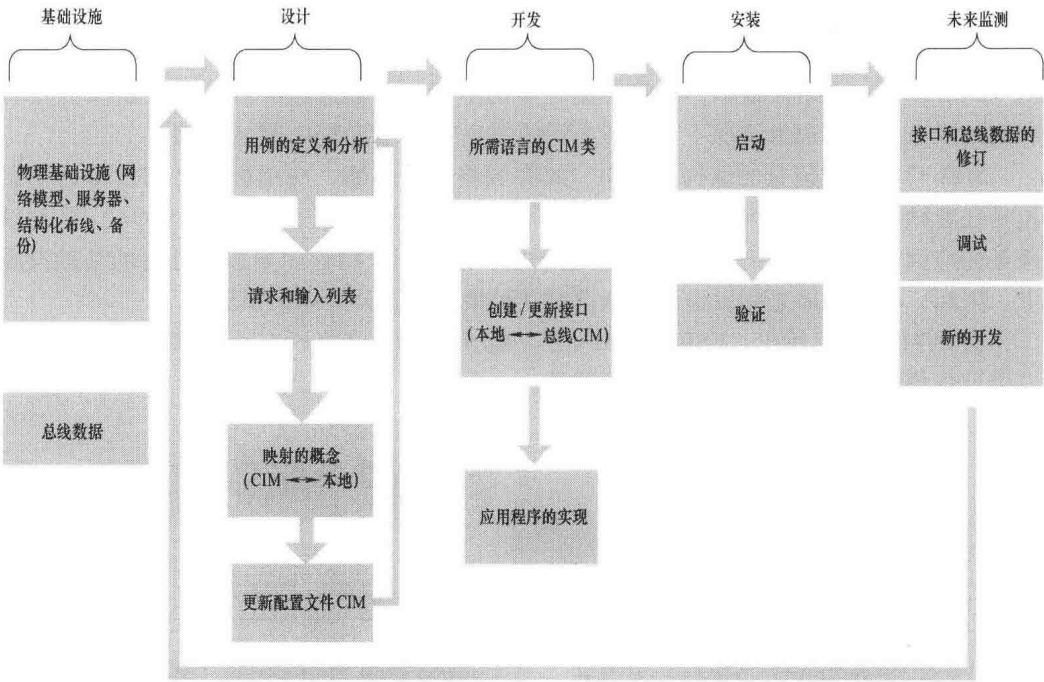 基础设施
设计
开发
安装
未来监测
物理基础设施(网
络模型、服务器、
结构化布线、备
份)
总线数据
用例的定义和分析
请求和输入列表
映射的概念
(CIM ◄─► 本地)
更新配置文件CIM
所需语言的CIM类
创建/更新接口
(本地 ◄─► 总线CIM)
应用程序的实现
启动
验证
接口和总线数据的
修订
调试
新的开发